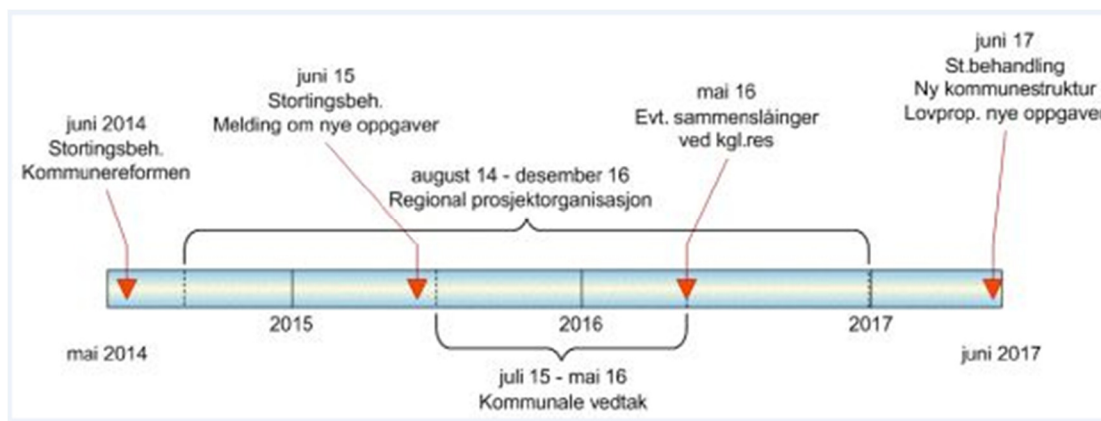 juni 2014
Stortingsbeh.
Kommunereformen
juni 15
Stortingsbeh.
Melding om nye oppgaver
august 14 - desember 16
Regional prosjektorganisasjon
mai 16
Evt. sammenslåinger
ved kgl.res
juni 17
St.behandling
Ny kommunestruktur
Lovprop. nye oppgaver
2015
2016
2017
mai 2014
juni 2017
juli 15 - mai 16
Kommunale vedtak